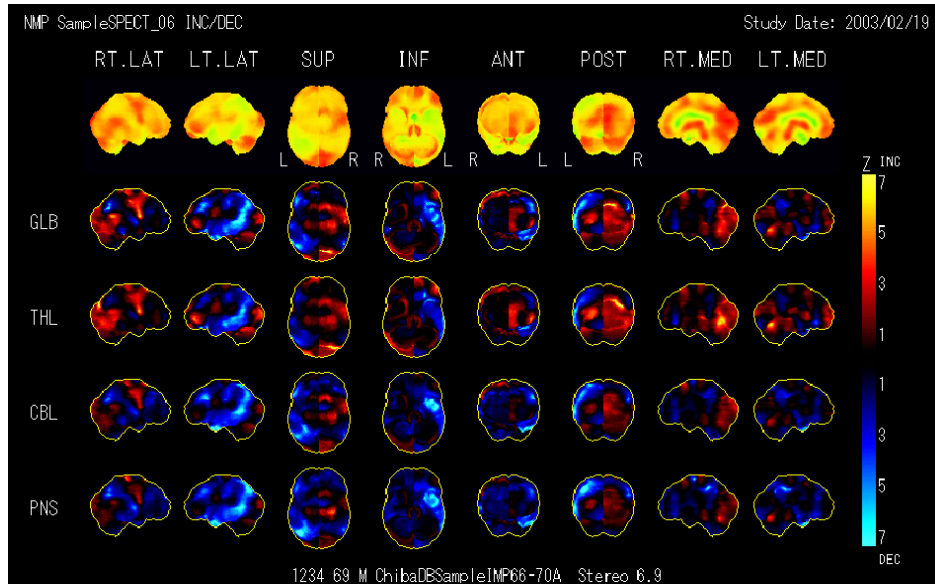 NMP SampleSPECT_06 INC/DEC Study Date: 2003/02/19
RT.LAT LT.LAT SUP INF ANT POST RT.MED LT.MED
L R R L R L L R
Z INC
7
GLB
5
3
THL
1
1
CBL
3
5
PNS
7
DEC
1234 69 M ChibaDBSampleIMP66-70A Stereo 6.9